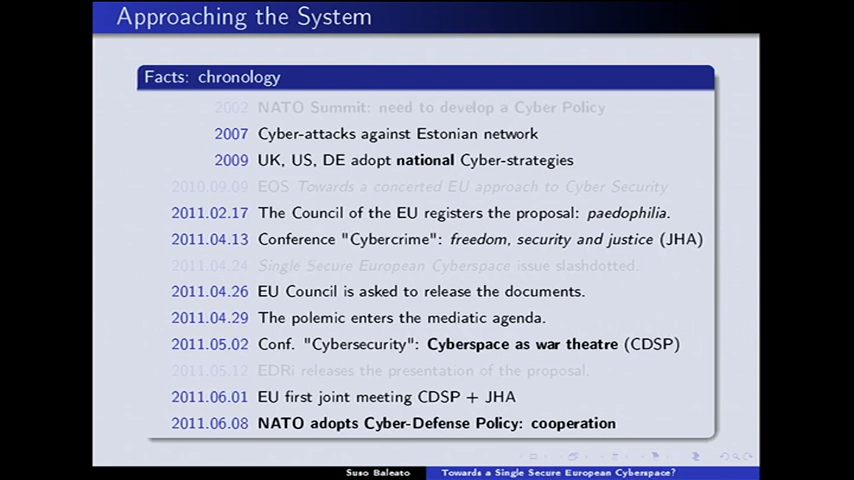 Approaching the System
Facts: chronology
2002 NATO Summit: need to develop a Cyber Policy
2007 Cyber-attacks against Estonian network
2009 UK, US, DE adopt national Cyber-strategies
2010.09.09 EOS Towards a concerted EU approach to Cyber Security
2011.02.17 The Council of the EU registers the proposal: paedophilia.
2011.04.13 Conference "Cybercrime": freedom, security and justice (JHA)
2011.04.24 Single Secure European Cyberspace issue slashdotted.
2011.04.26 EU Council is asked to release the documents.
2011.04.29 The polemic enters the mediatic agenda.
2011.05.02 Conf. "Cybersecurity": Cyberspace as war theatre (CDSP)
2011.05.12 EDRi releases the presentation of the proposal.
2011.06.01 EU first joint meeting CDSP + JHA
2011.06.08 NATO adopts Cyber-Defense Policy: cooperation
Suso Baleato Towards a Single Secure European Cyberspace?